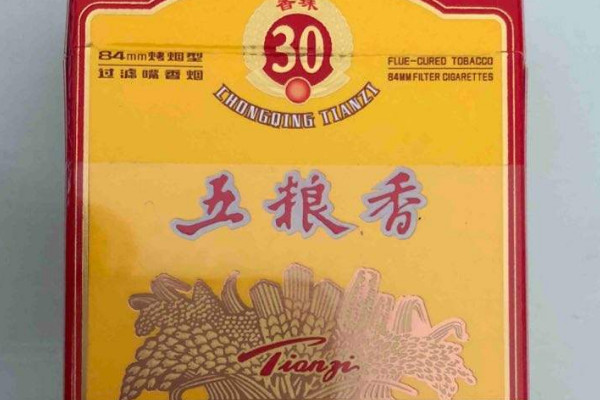 香珠
30
84mm烤烟型
过滤嘴香烟
FLUE-CURED TOBACCO
84MM FILTER CIGARETTES
CHONGQING TIANZI
五粮香
Tianzi